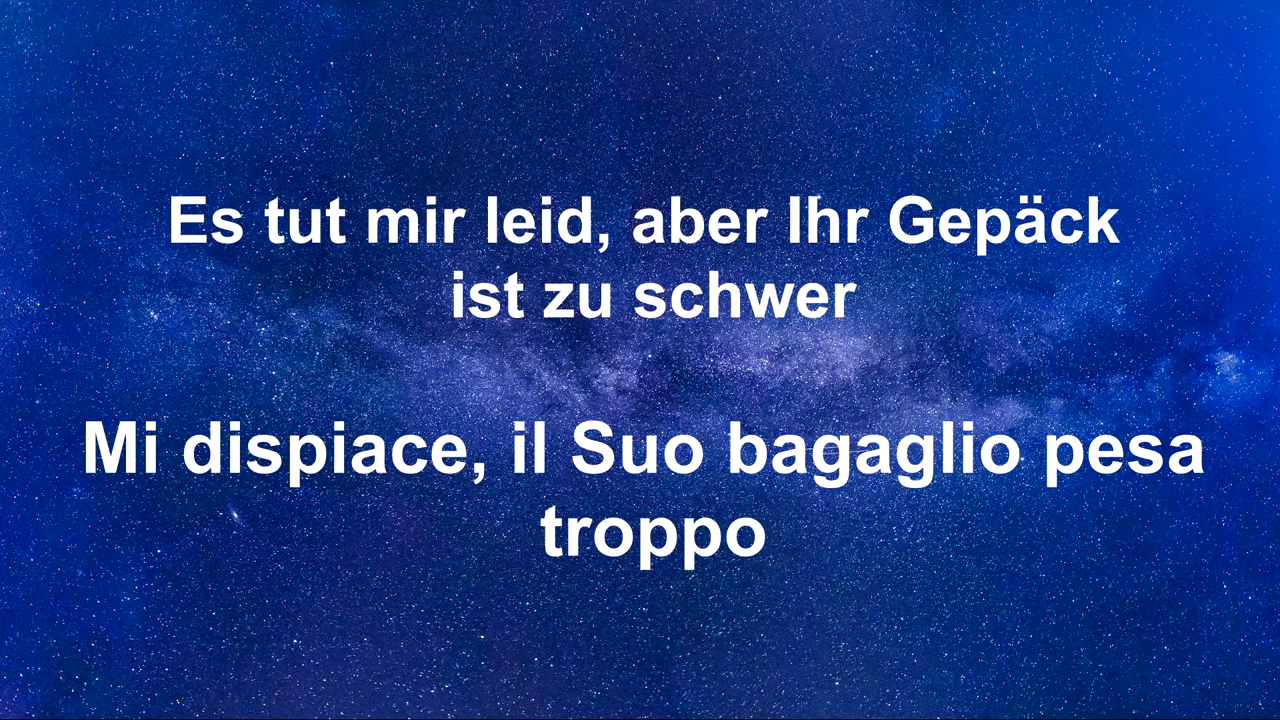 Es tut mir leid, aber Ihr Gepäck
ist zu schwer
Mi dispiace, il Suo bagaglio pesa
troppo